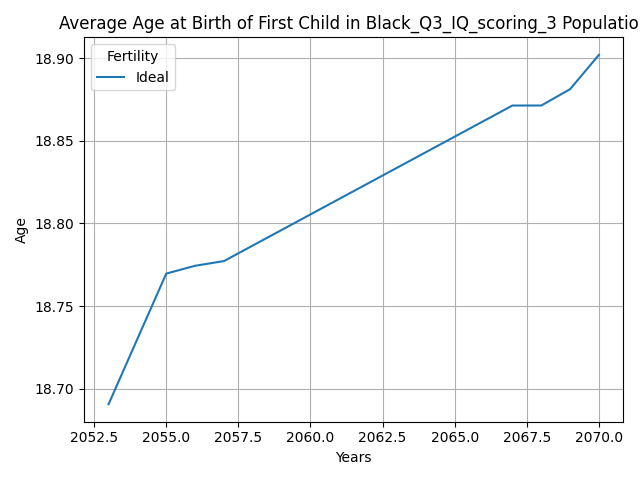 Average Age at Birth of First Child in Black_Q3_IQ_scoring_3 Populatio
Fertility
Ideal
18.90
18.85
18.80
18.75
18.70
Age
2052.5 2055.0 2057.5 2060.0 2062.5 2065.0 2067.5 2070.0
Years